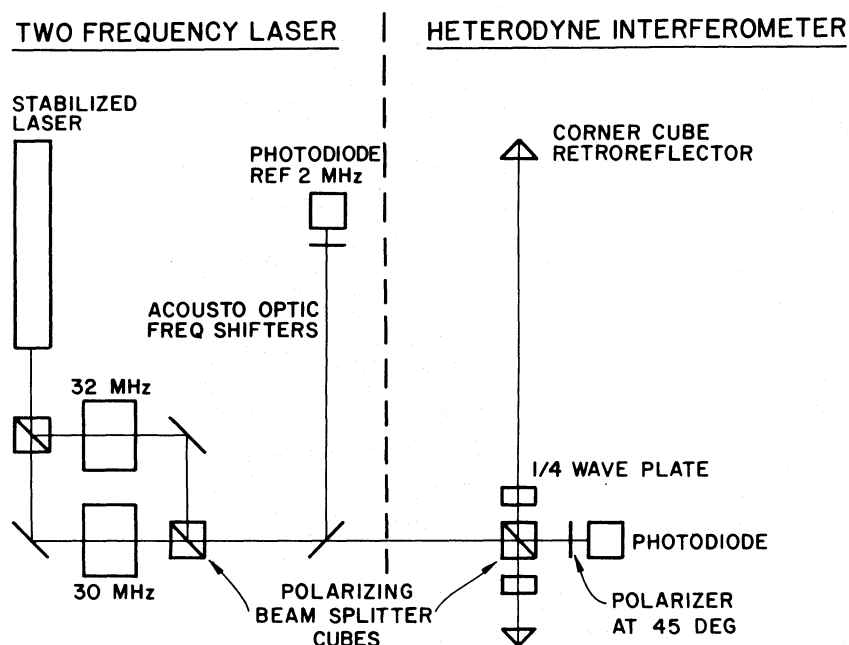 TWO FREQUENCY LASER
HETERODYNE INTERFEROMETER
STABILIZED
LASER
PHOTODIODE
REF 2 MHz
CORNER CUBE
RETROREFLECTOR
ACOUSTO OPTIC
FREQ SHIFTERS
32 MHz
1/4 WAVE PLATE
PHOTODIODE
30 MHz
POLARIZING
BEAM SPLITTER
CUBES
POLARIZER
AT 45 DEG